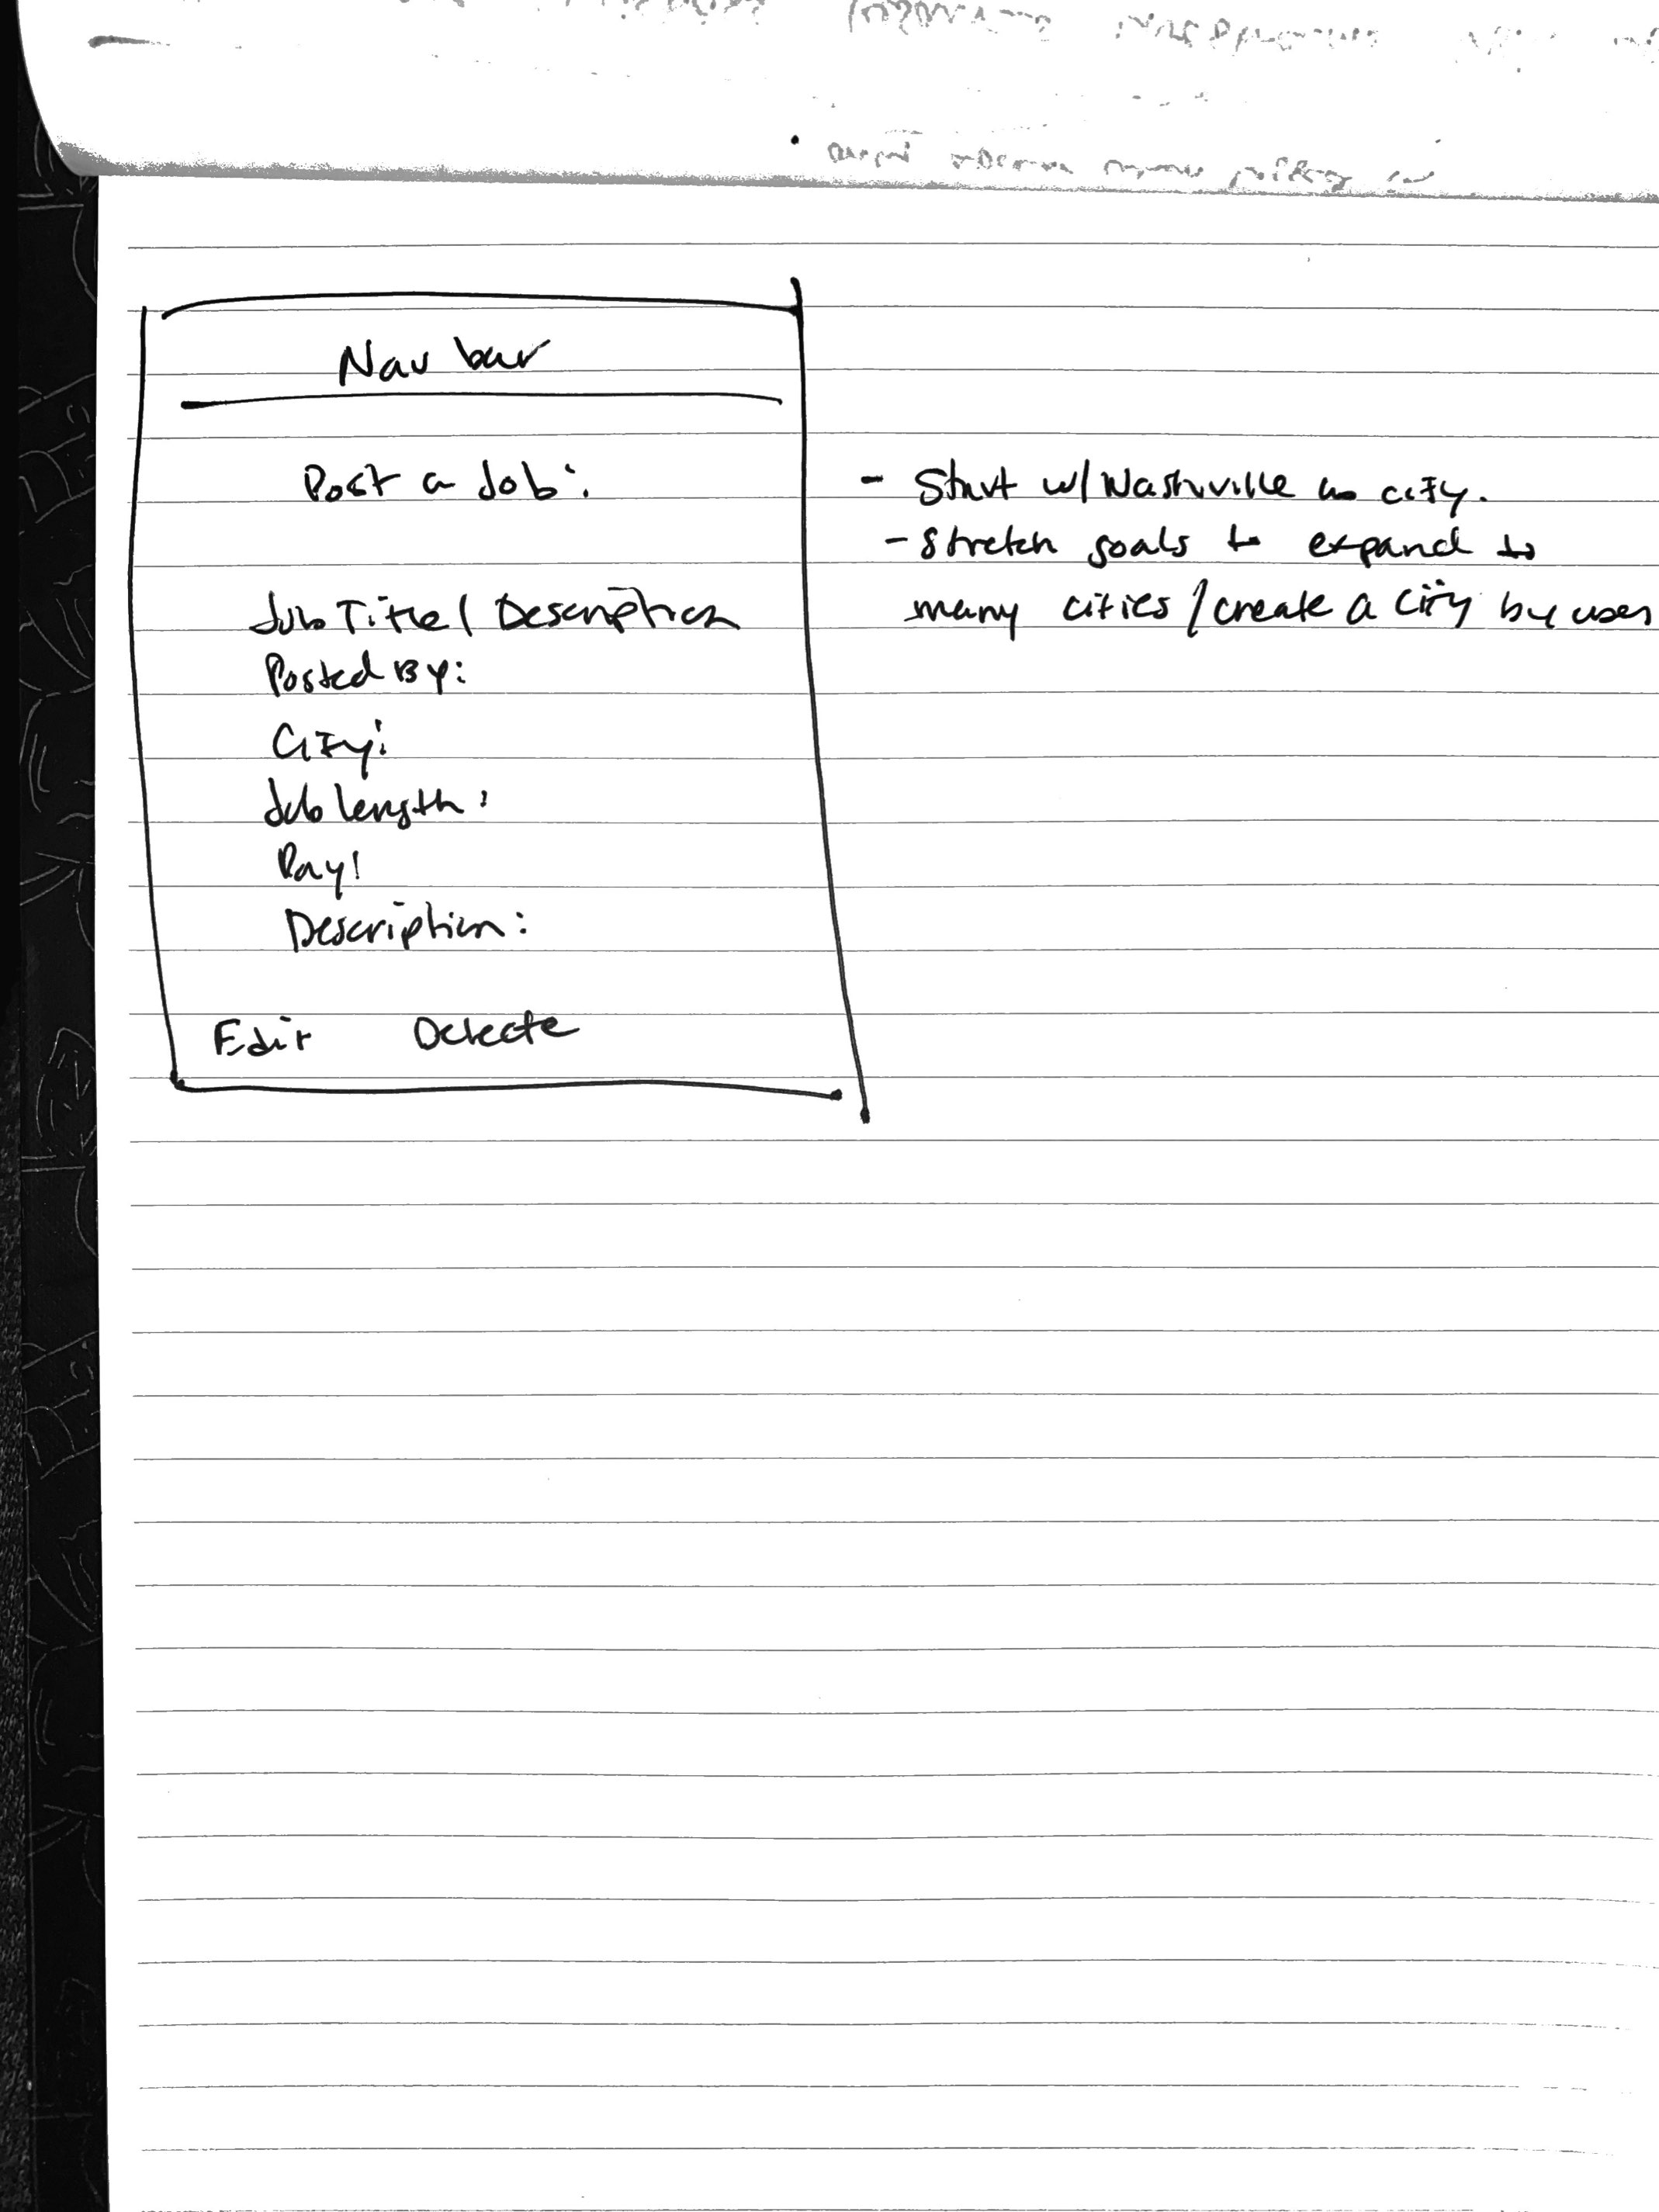 Nav bar
Post a Job:
Job Title / Description
Posted By:
City:
Job length:
Pay:
Description:
Edit Delete
- Start w/ Nashville as city.
- Stretch goals to expand to
many cities / create a city by user